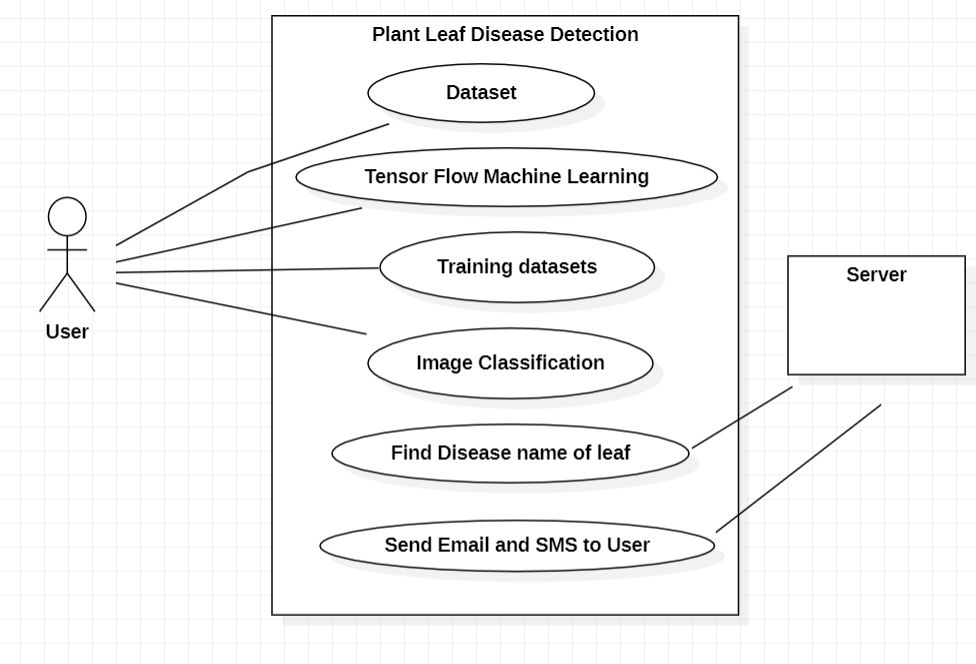 Plant Leaf Disease Detection
Dataset
Tensor Flow Machine Learning
Training datasets
Image Classification
Find Disease name of leaf
Send Email and SMS to User
User
Server